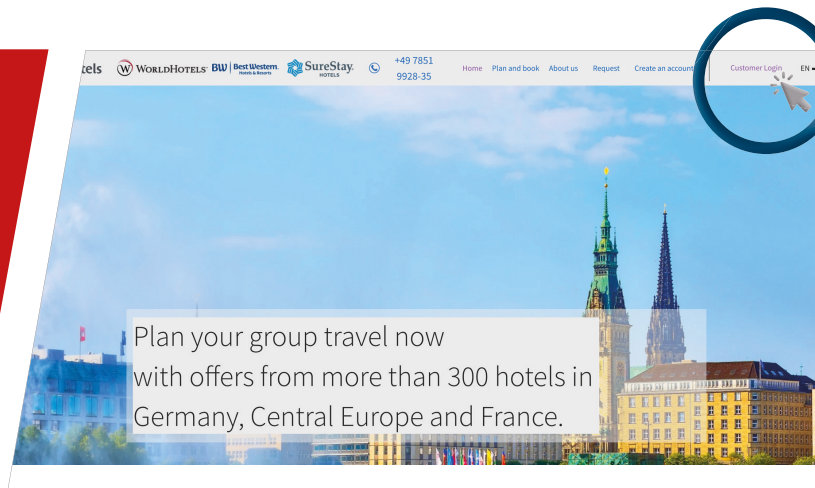 WORLDHOTELS
BW Best Western.
Hotels & Resorts
SureStay.
HOTELS
+49 7851
9928-35
Home Plan and book About us Request Create an account Customer Login EN
Plan your group travel now
with offers from more than 300 hotels in
Germany, Central Europe and France.